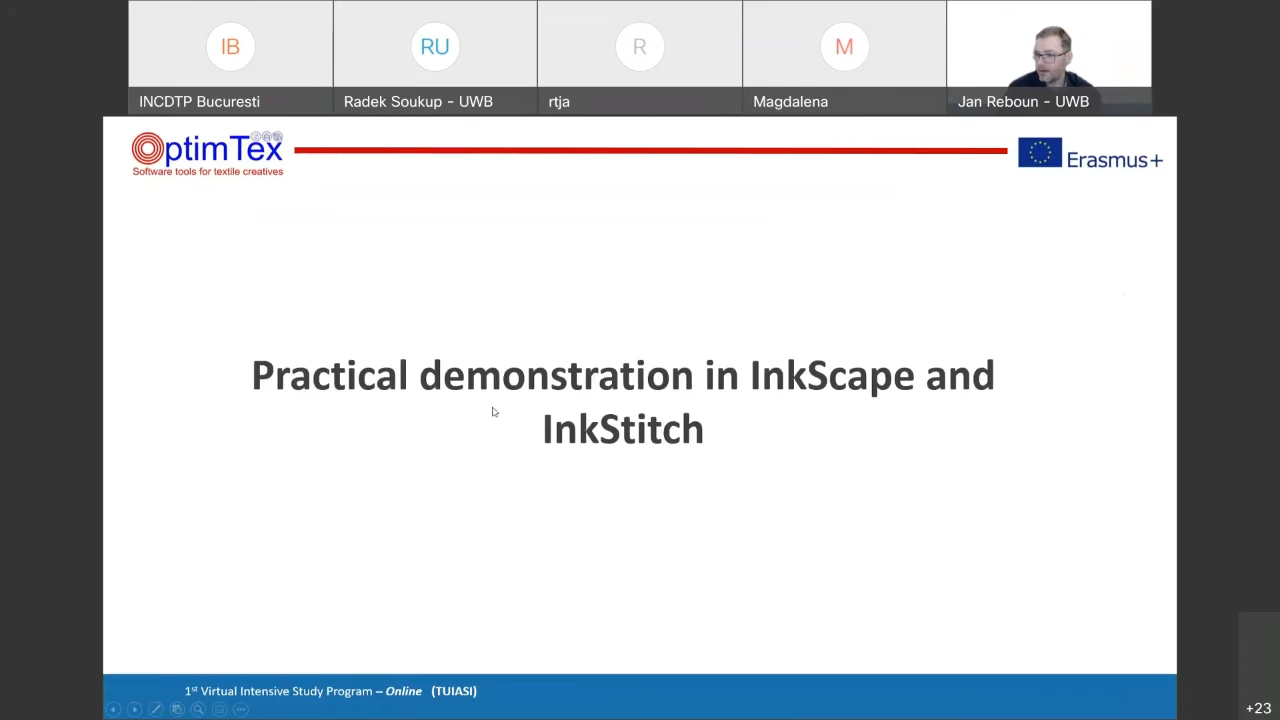 IB
RU
R
M
INCDTP Bucuresti
Radek Soukup - UWB
rtja
Magdalena
Jan Reboun - UWB
OptimTex
Software tools for textile creatives
Erasmus+
Practical demonstration in InkScape and
InkStitch
1st Virtual Intensive Study Program – Online (TUIASI)
+23